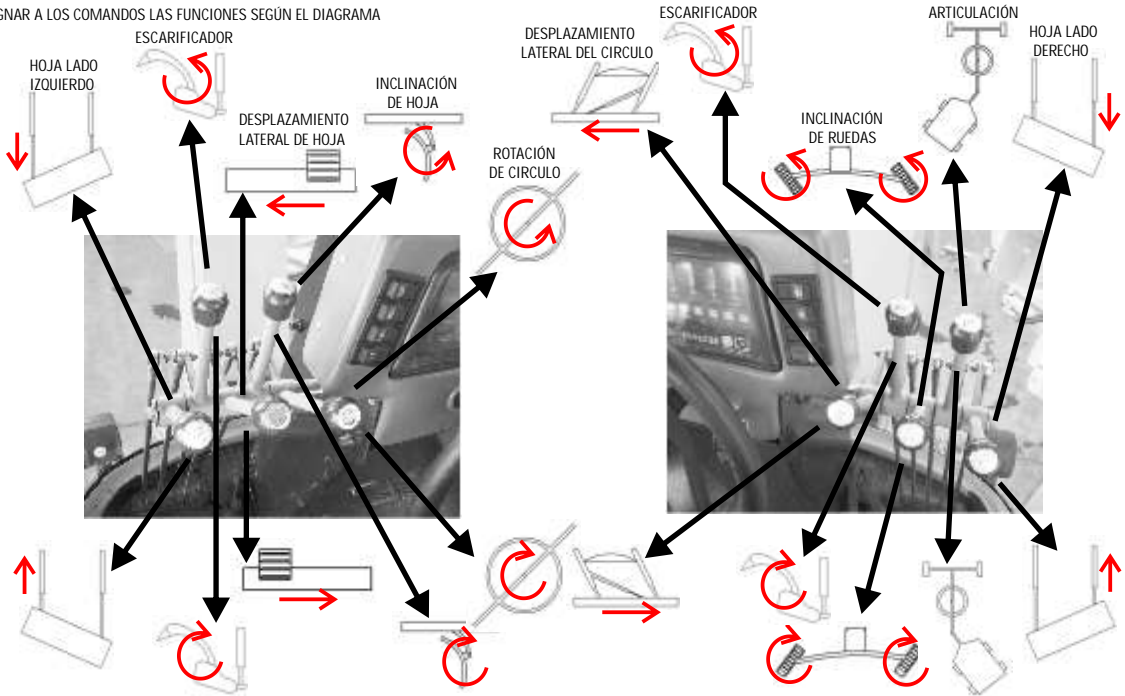 GNAR A LOS COMANDOS LAS FUNCIONES SEGÚN EL DIAGRAMA
ESCARIFICADOR
HOJA LADO
IZQUIERDO
DESPLAZAMIENTO
LATERAL DE HOJA
INCLINACIÓN
DE HOJA
ROTACIÓN
DE CIRCULO
DESPLAZAMIENTO
LATERAL DEL CIRCULO
ESCARIFICADOR
INCLINACIÓN
DE RUEDAS
ARTICULACIÓN
HOJA LADO
DERECHO